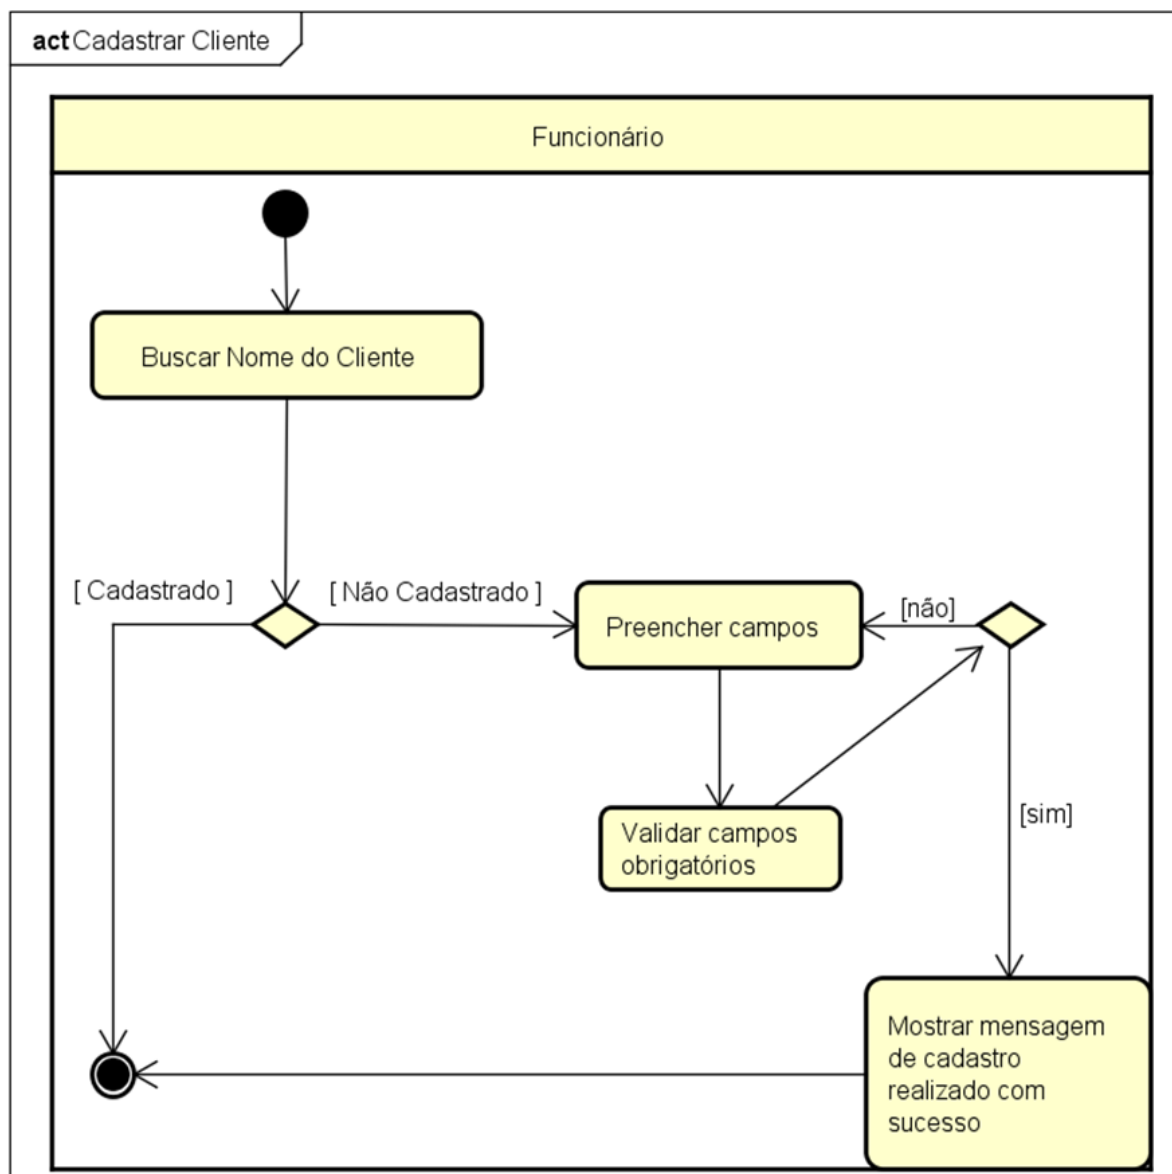 act Cadastrar Cliente
Funcionário
Buscar Nome do Cliente
[ Cadastrado ]
[ Não Cadastrado ]
Preencher campos
[não]
Validar campos
obrigatórios
[sim]
Mostrar mensagem
de cadastro
realizado com
sucesso